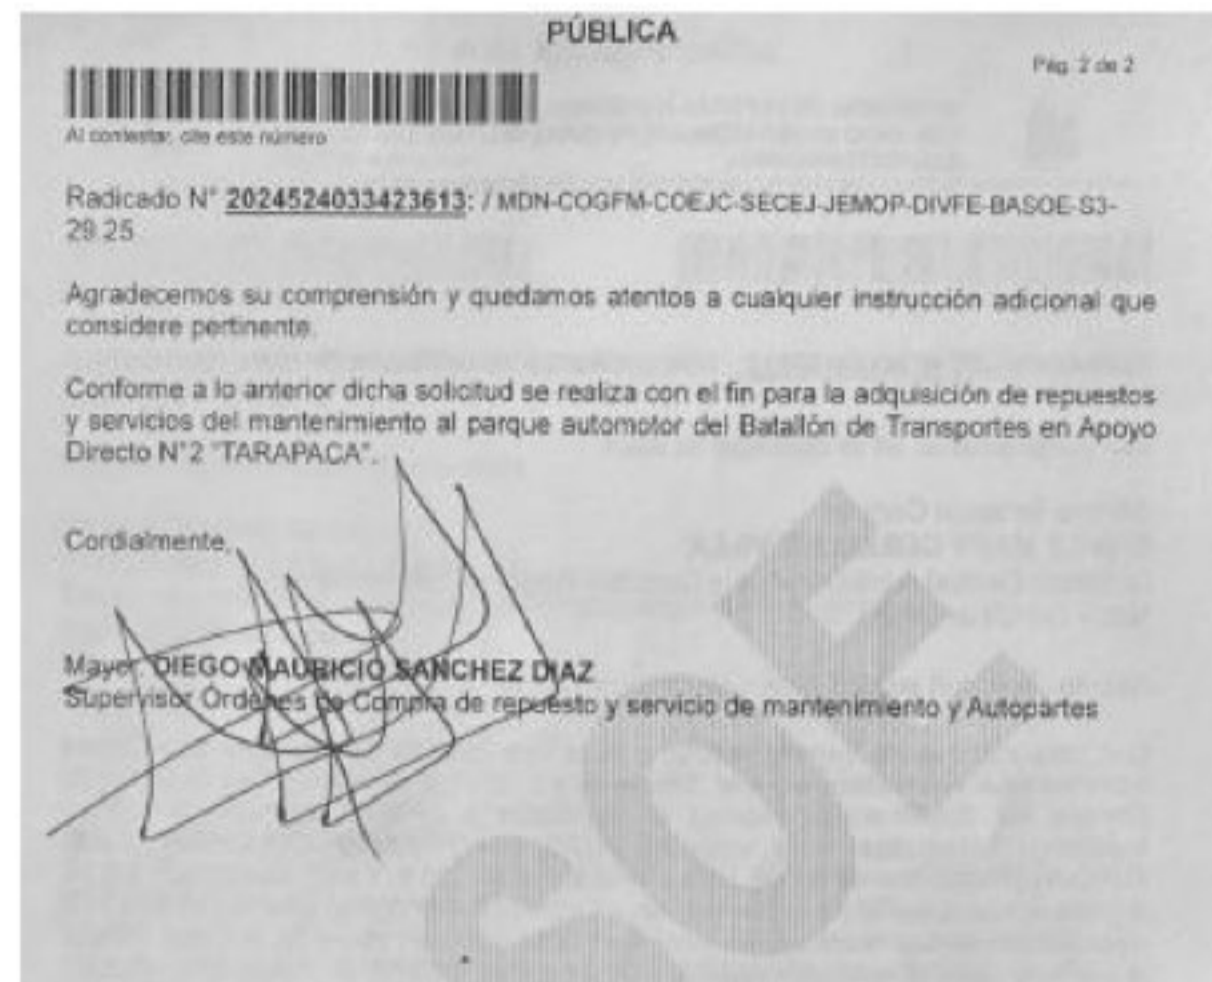 PÚBLICA
Pág. 2 de 2
Al contestar, cite este número
Radicado N° 2024524033423613: / MDN-COGFM-COEJC-SECEJ-JEMOP-DIVFE-BASOE-S3-
29.25
Agradecemos su comprensión y quedamos atentos a cualquier instrucción adicional que
considere pertinente.
Conforme a lo anterior dicha solicitud se realiza con el fin para la adquisición de repuestos
y servicios del mantenimiento al parque automotor del Batallón de Transportes en Apoyo
Directo N°2 "TARAPACA".
Cordialmente,
Mayor. DIEGO MAURICIO SANCHEZ DIAZ
Supervisor Ordenes de Compra de repuesto y servicio de mantenimiento y Autopartes